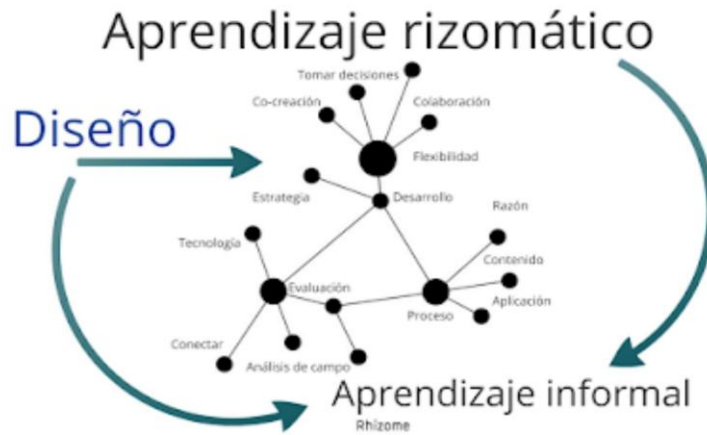 Aprendizaje rizomático
Tomar decisiones
Co-creación
Colaboración
Diseño
Flexibilidad
Estrategia
Desarrollo
Razón
Tecnología
Contenido
Evaluación
Aplicación
Proceso
Conectar
Análisis de campo
Aprendizaje informal
Rhízome